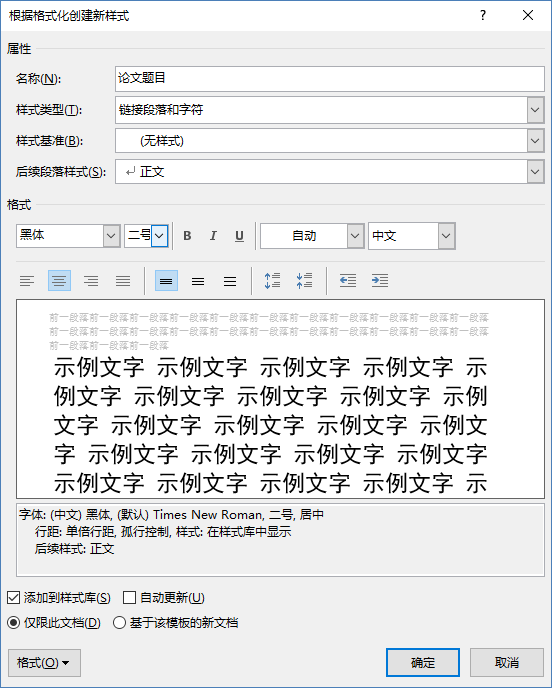 根据格式化创建新样式 ? ×
属性
名称(N): 论文题目
样式类型(T): 链接段落和字符
样式基准(B): (无样式)
后续段落样式(S): ↵ 正文
格式
黑体 二号 B I U 自动 中文
前一段落前一段落前一段落前一段落前一段落前一段落前一段落前一段落前一段落前一段落前一段落
前一段落前一段落前一段落前一段落前一段落前一段落前一段落前一段落前一段落前一段落前一段落
前一段落前一段落前一段落
示例文字 示例文字 示例文字 示例文字 示
例文字 示例文字 示例文字 示例文字 示例
文字 示例文字 示例文字 示例文字 示例文
字 示例文字 示例文字 示例文字 示例文字
示例文字 示例文字 示例文字 示例文字 示
字体: (中文) 黑体, (默认) Times New Roman, 二号, 居中
行距: 单倍行距, 孤行控制, 样式: 在样式库中显示
后续样式: 正文
添加到样式库(S) 自动更新(U)
仅限此文档(D) 基于该模板的新文档
格式(O) 确定 取消